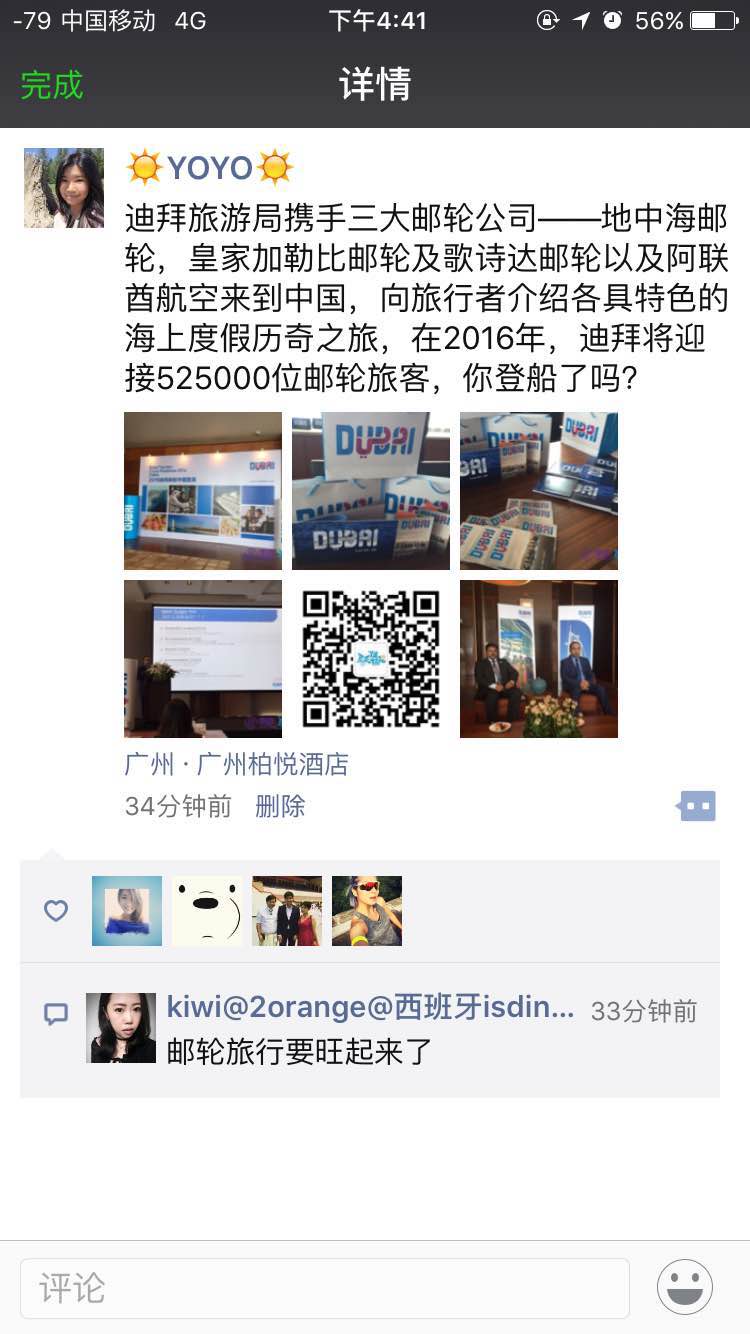 -79 中国移动 4G 下午4:41 56%
完成 详情
YOYO
迪拜旅游局携手三大邮轮公司——地中海邮
轮，皇家加勒比邮轮及歌诗达邮轮以及阿联
酋航空来到中国，向旅行者介绍各具特色的
海上度假历奇之旅，在2016年，迪拜将迎
接525000位邮轮旅客，你登船了吗？
DUBAI
DUBAI
DUBAI
DUBAI
DUBAI
广州 · 广州柏悦酒店
34分钟前 删除
kiwi@2orange@西班牙isdin... 33分钟前
邮轮旅行要旺起来了
评论